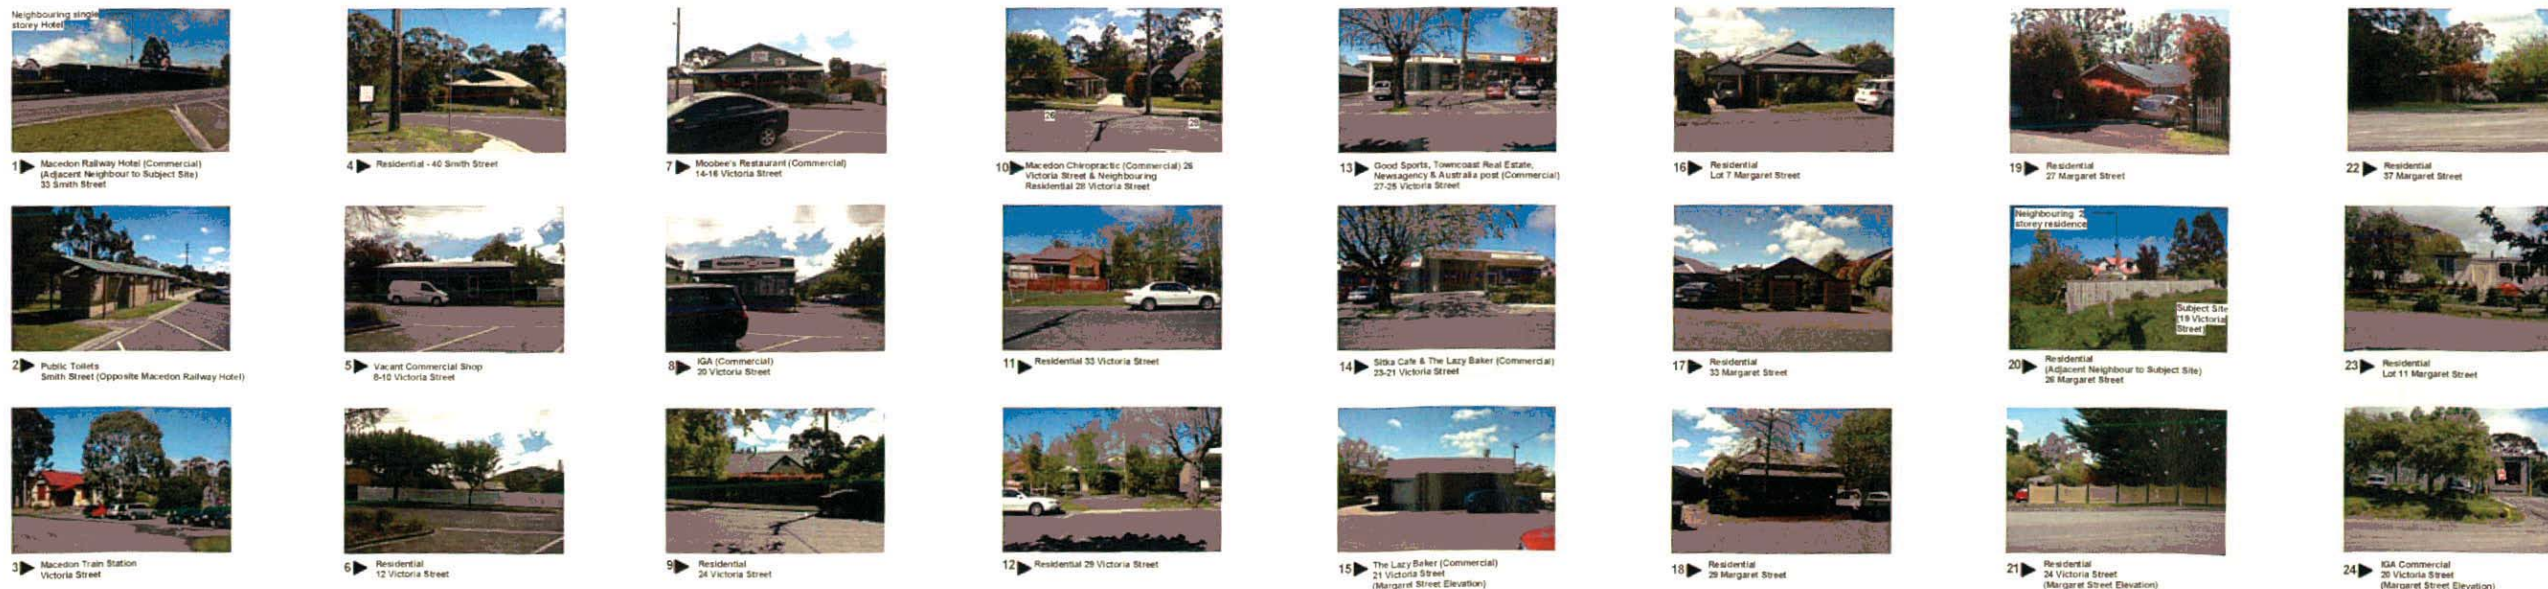 Neighbouring single
storey Hotel
1 Macedon Railway Hotel (Commercial)
(Adjacent Neighbour to Subject Site)
33 Smith Street
2 Public Toilets
Smith Street (Opposite Macedon Railway Hotel)
3 Macedon Train Station
Victoria Street
4 Residential - 40 Smith Street
5 Vacant Commercial Shop
8-10 Victoria Street
6 Residential
12 Victoria Street
7 Moobee's Restaurant (Commercial)
14-16 Victoria Street
8 IGA (Commercial)
20 Victoria Street
9 Residential
24 Victoria Street
26
28
10 Macedon Chiropractic (Commercial) 26
Victoria Street & Neighbouring
Residential 28 Victoria Street
11 Residential 33 Victoria Street
12 Residential 29 Victoria Street
13 Good Sports, Towncoast Real Estate,
Newsagency & Australia post (Commercial)
27-25 Victoria Street
14 Sitka Cafe & The Lazy Baker (Commercial)
23-21 Victoria Street
15 The Lazy Baker (Commercial)
21 Victoria Street
(Margaret Street Elevation)
16 Residential
Lot 7 Margaret Street
17 Residential
33 Margaret Street
18 Residential
29 Margaret Street
19 Residential
27 Margaret Street
Neighbouring 2
storey residence
Subject Site
(19 Victoria
Street)
20 Residential
(Adjacent Neighbour to Subject Site)
26 Margaret Street
21 Residential
24 Victoria Street
(Margaret Street Elevation)
22 Residential
37 Margaret Street
23 Residential
Lot 11 Margaret Street
24 IGA Commercial
20 Victoria Street
(Margaret Street Elevation)